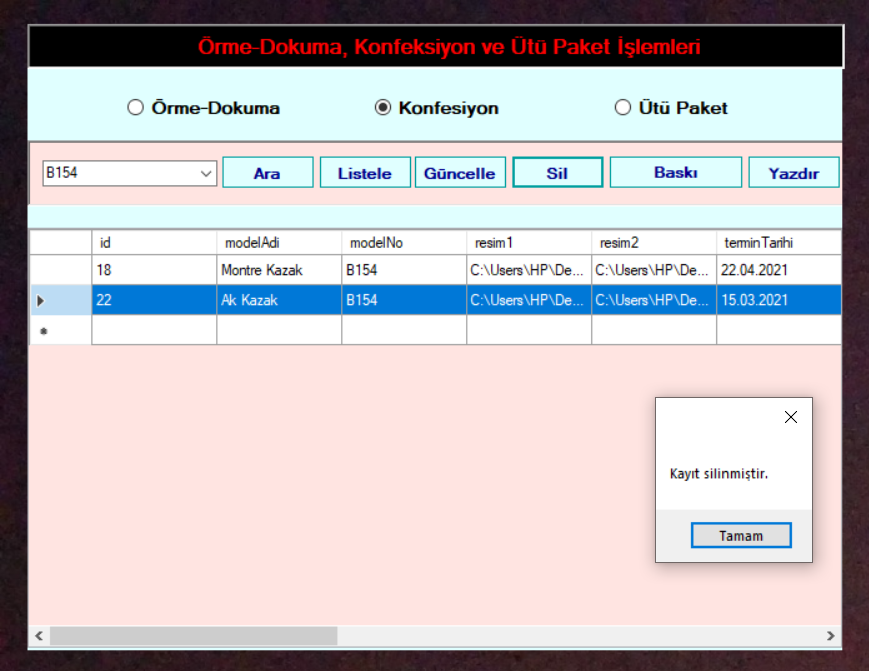 Örme-Dokuma, Konfeksiyon ve Ütü Paket İşlemleri
Örme-Dokuma Konfesiyon Ütü Paket
B154 Ara Listele Güncelle Sil Baskı Yazdır
id modelAdi modelNo resim1 resim2 terminTarihi
18 Montre Kazak B154 C:\Users\HP\De... C:\Users\HP\De... 22.04.2021
22 Ak Kazak B154 C:\Users\HP\De... C:\Users\HP\De... 15.03.2021
Kayıt silinmiştir.
Tamam